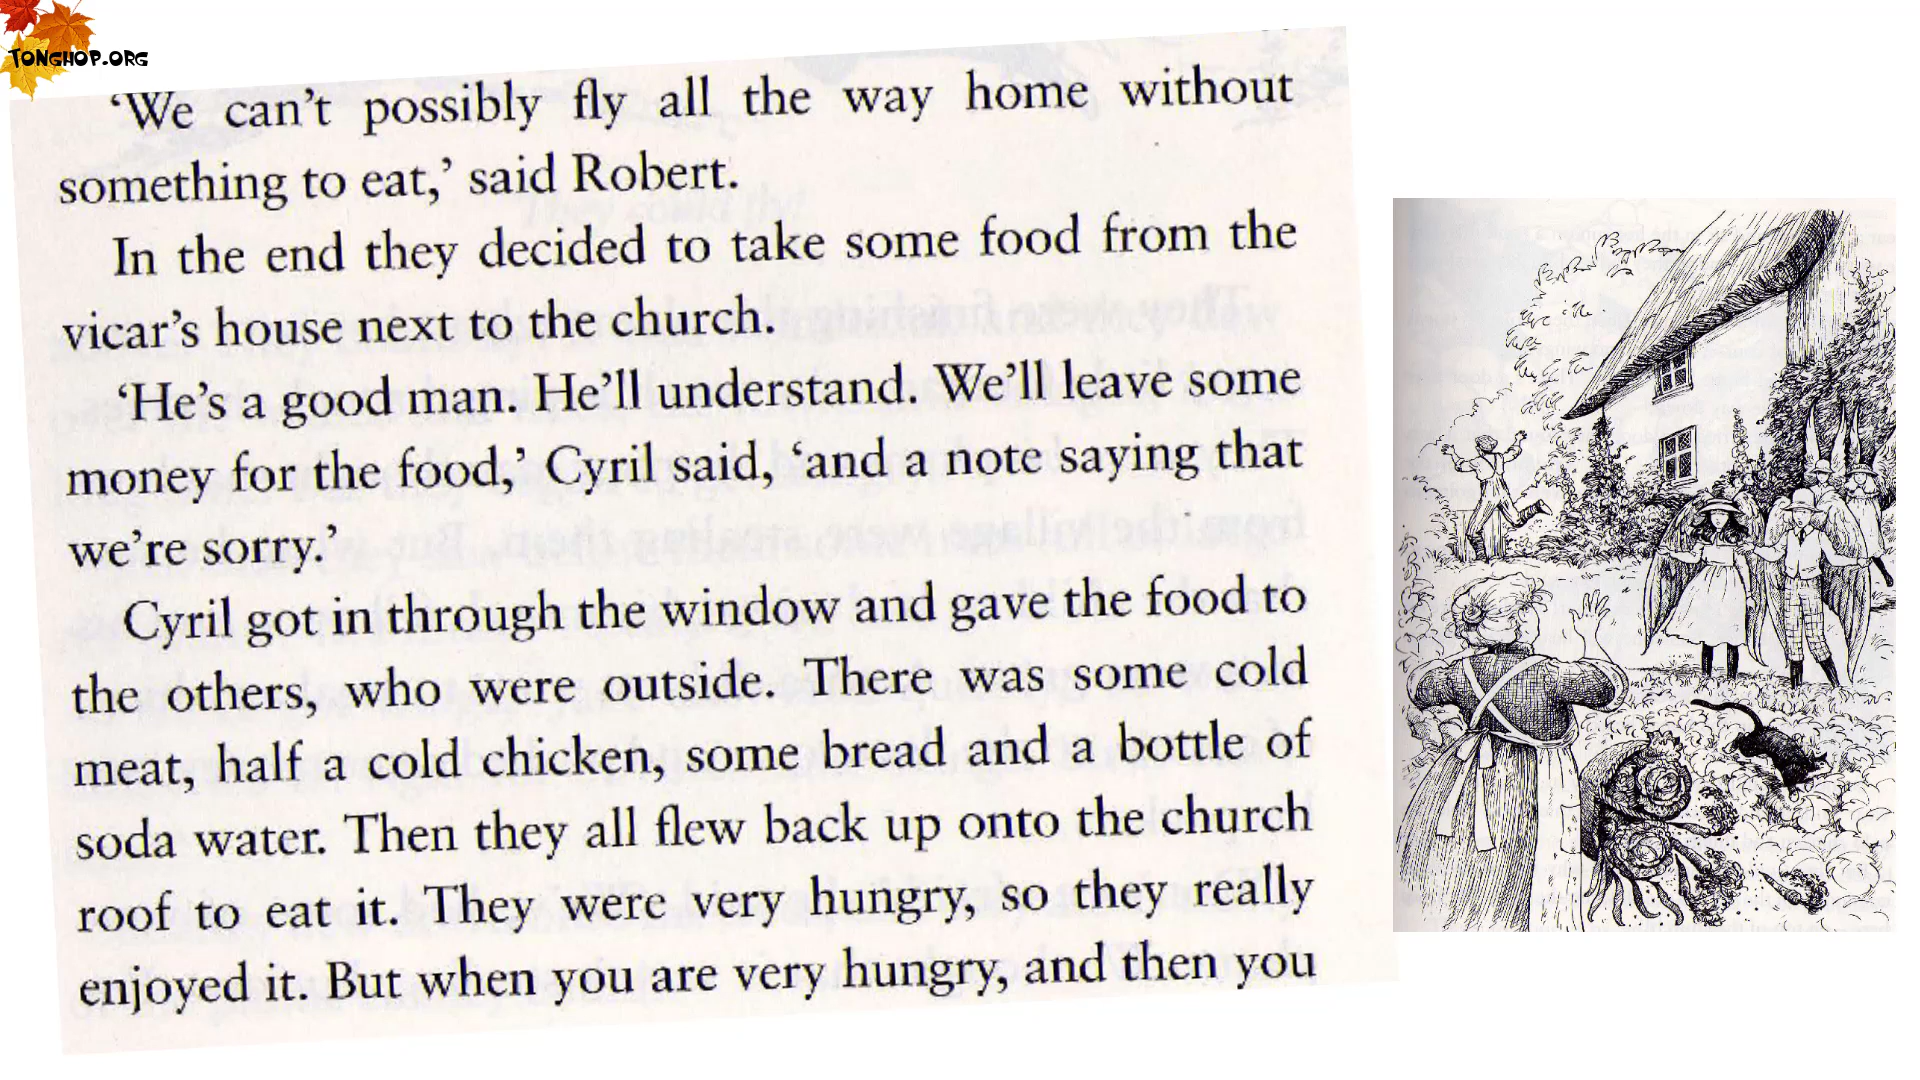 TONGHOP.ORG
‘We can’t possibly fly all the way home without
something to eat,’ said Robert.
In the end they decided to take some food from the
vicar’s house next to the church.
‘He’s a good man. He’ll understand. We’ll leave some
money for the food,’ Cyril said, ‘and a note saying that
we’re sorry.’
Cyril got in through the window and gave the food to
the others, who were outside. There was some cold
meat, half a cold chicken, some bread and a bottle of
soda water. Then they all flew back up onto the church
roof to eat it. They were very hungry, so they really
enjoyed it. But when you are very hungry, and then you